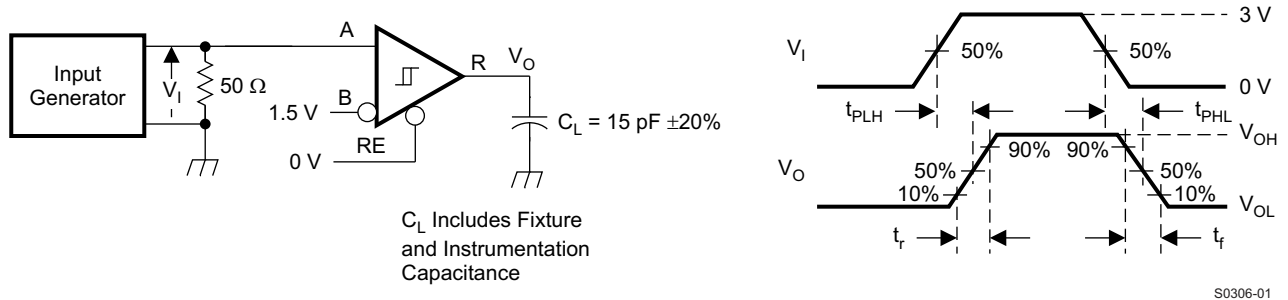 Input
Generator
V_I
50 Ω
A
1.5 V
B
0 V
RE
R
V_O
C_L = 15 pF ±20%
C_L Includes Fixture
and Instrumentation
Capacitance
3 V
V_I
50%
50%
0 V
t_PLH
t_PHL
V_OH
90%
90%
V_O
50%
50%
10%
10%
V_OL
t_r
t_f
S0306-01